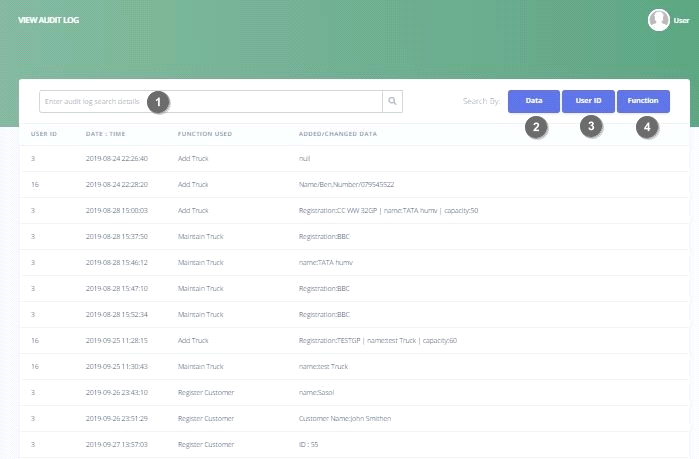 VIEW AUDIT LOG
User
Enter audit log search details 1
Search By: Data User ID Function
2 3 4
USER ID DATE : TIME FUNCTION USED ADDED/CHANGED DATA
3 2019-08-24 22:26:40 Add Truck null
16 2019-08-24 22:28:20 Add Truck Name/Ben,Number/079545522
3 2019-08-28 15:00:03 Add Truck Registration:CC WW 32GP | name:TATA humv | capacity:50
3 2019-08-28 15:37:50 Maintain Truck Registration:BBC
3 2019-08-28 15:46:12 Maintain Truck name:TATA humv
3 2019-08-28 15:47:10 Maintain Truck Registration:BBC
3 2019-08-28 15:52:34 Maintain Truck Registration:BBC
16 2019-09-25 11:28:15 Add Truck Registration:TESTGP | name:test Truck | capacity:60
16 2019-09-25 11:30:43 Maintain Truck name:test Truck
3 2019-09-26 23:43:10 Register Customer name:Sasol
3 2019-09-26 23:51:29 Register Customer Customer Name:John Smithen
3 2019-09-27 13:57:03 Register Customer ID : 55